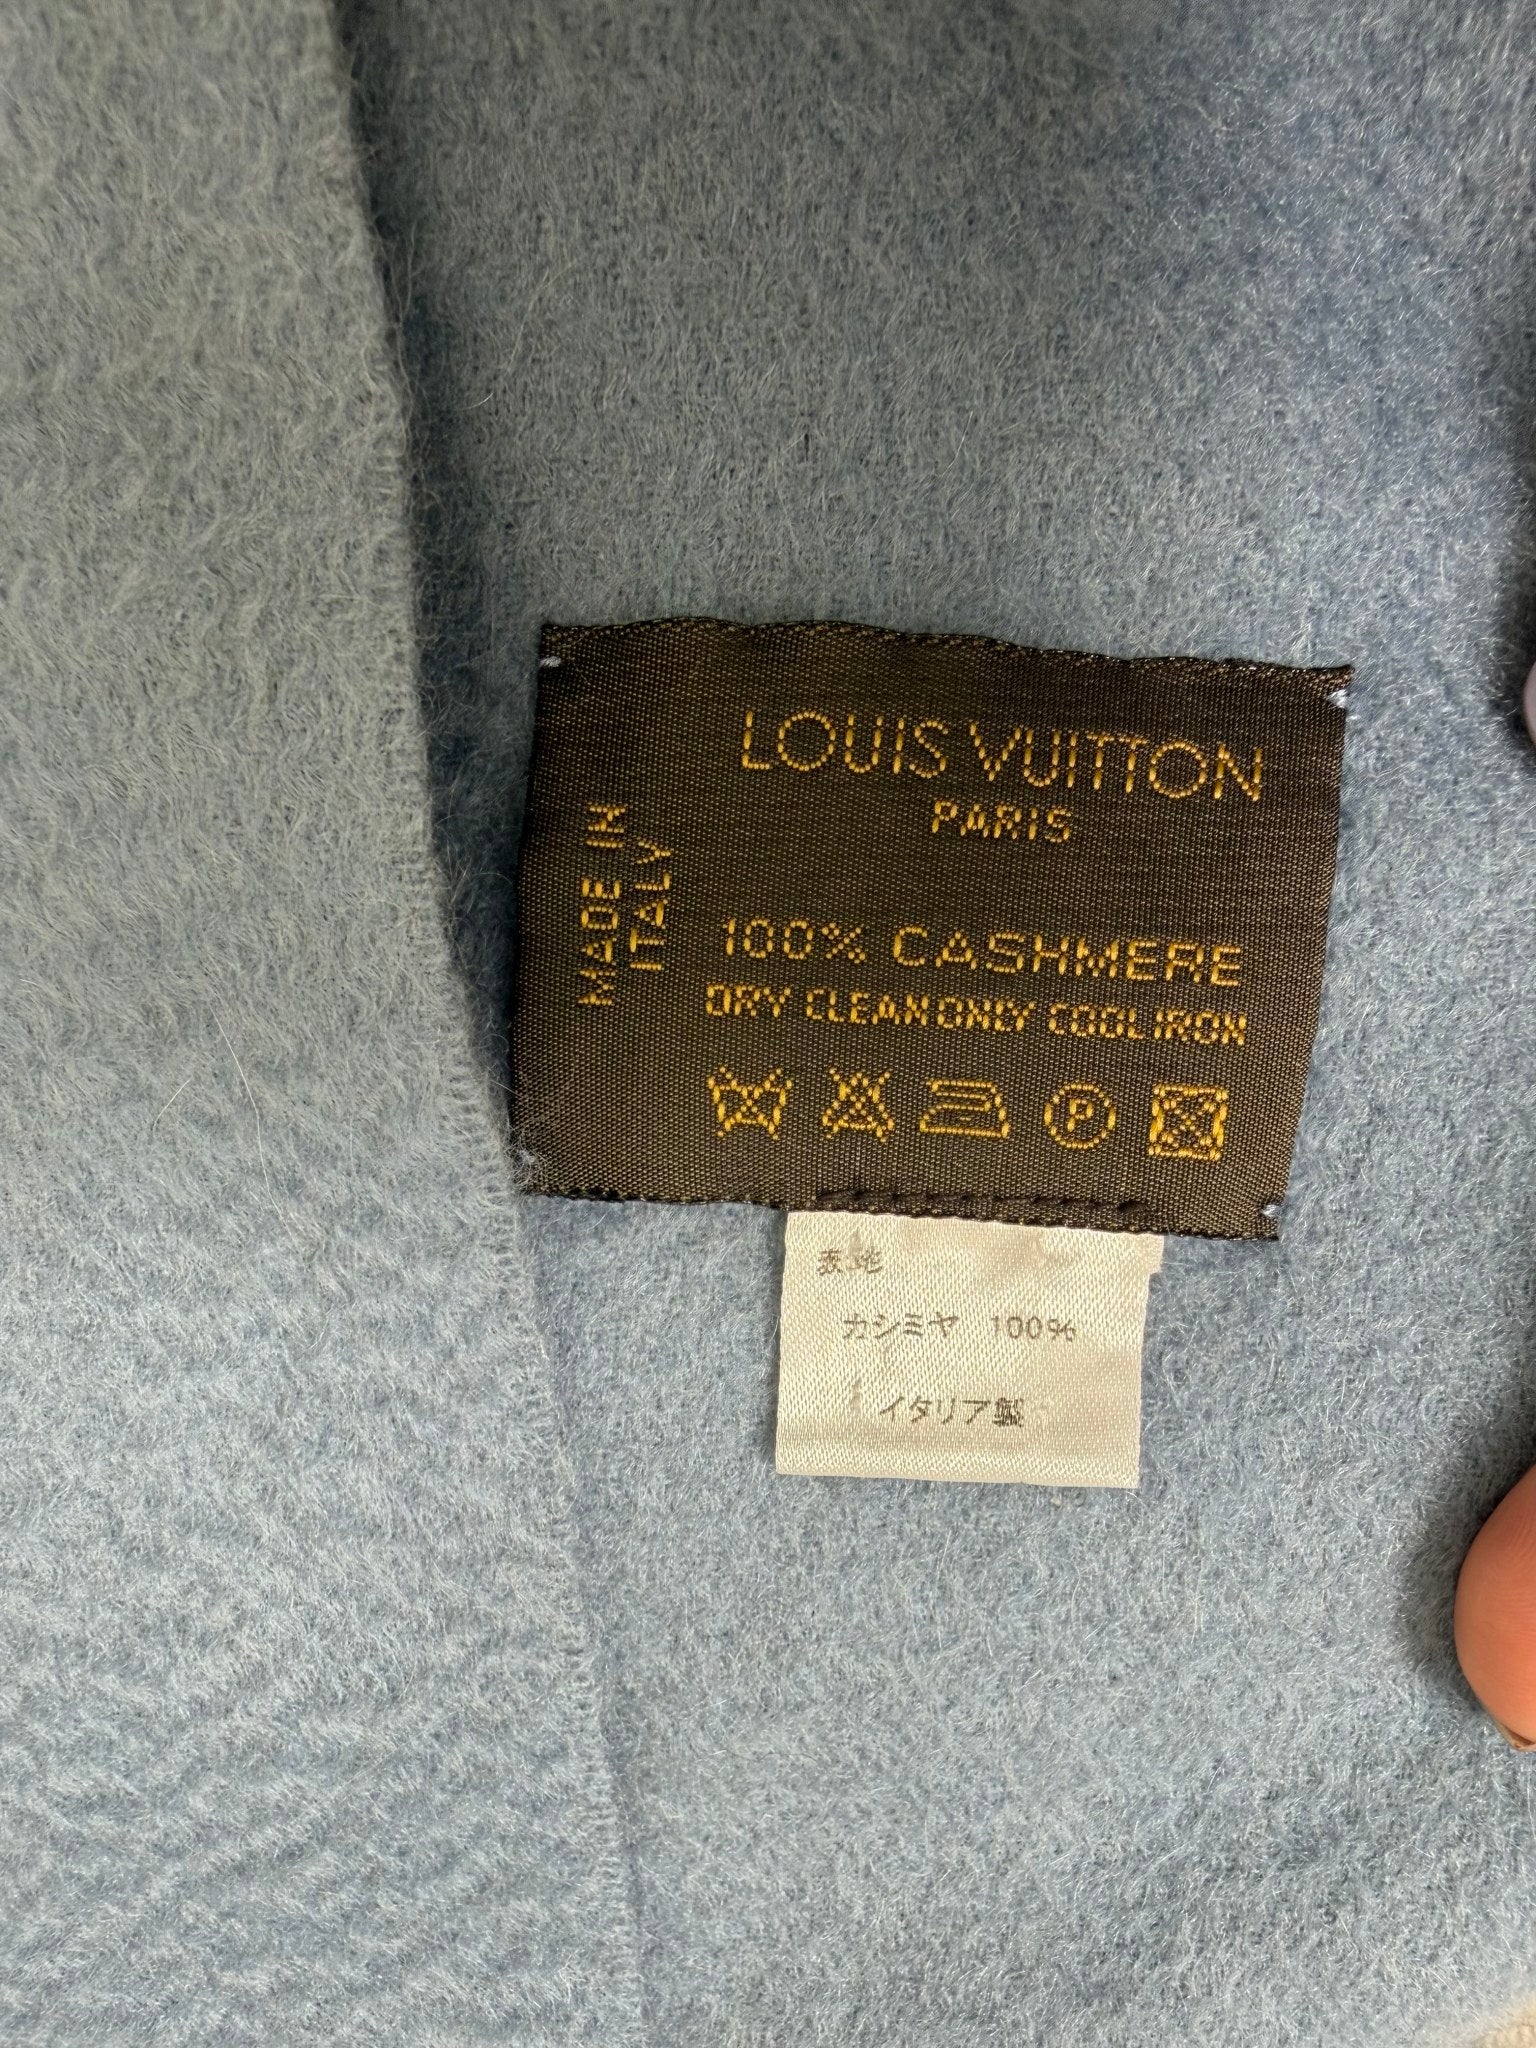 LOUIS VUITTON
PARIS
MADE IN
ITALY
100% CASHMERE
DRY CLEAN ONLY COOL IRON
P
表地
カシミヤ 100%
イタリア製